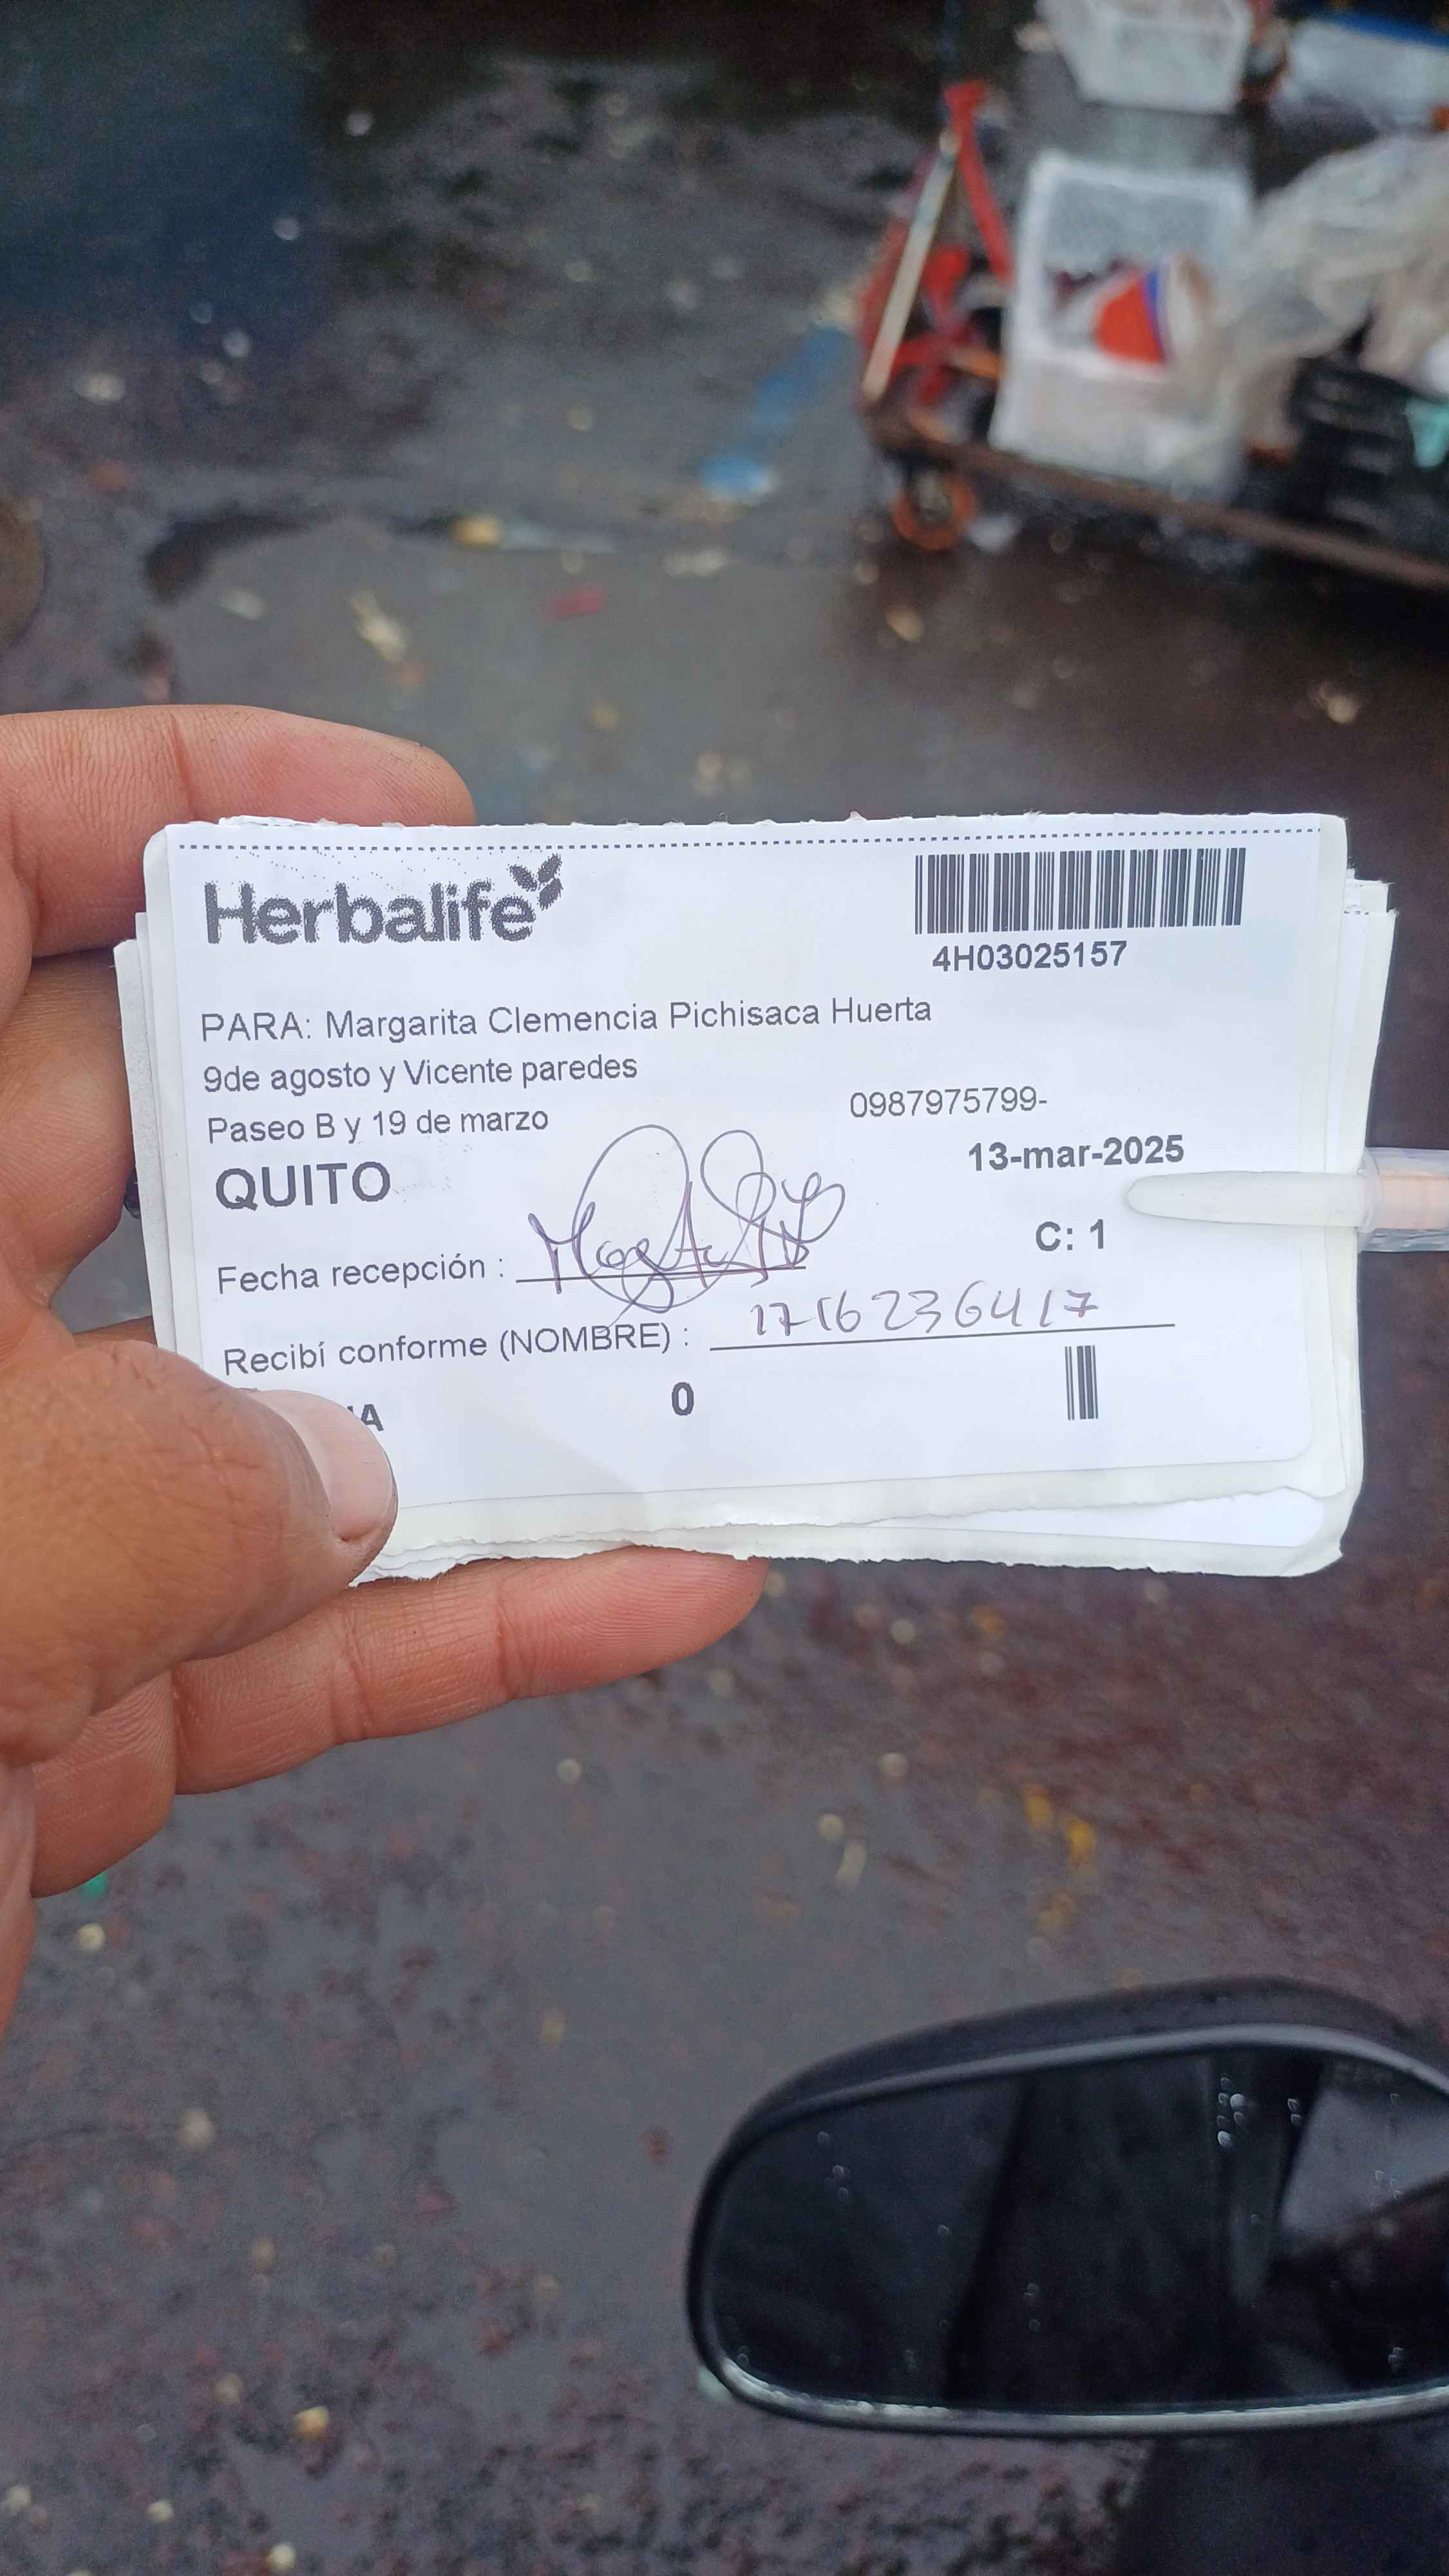 Herbalife
4H03025157
PARA: Margarita Clemencia Pichisaca Huerta
9de agosto y Vicente paredes
0987975799-
Paseo B y 19 de marzo
13-mar-2025
QUITO
C: 1
Fecha recepción :
Recibí conforme (NOMBRE) : 1716236417
0